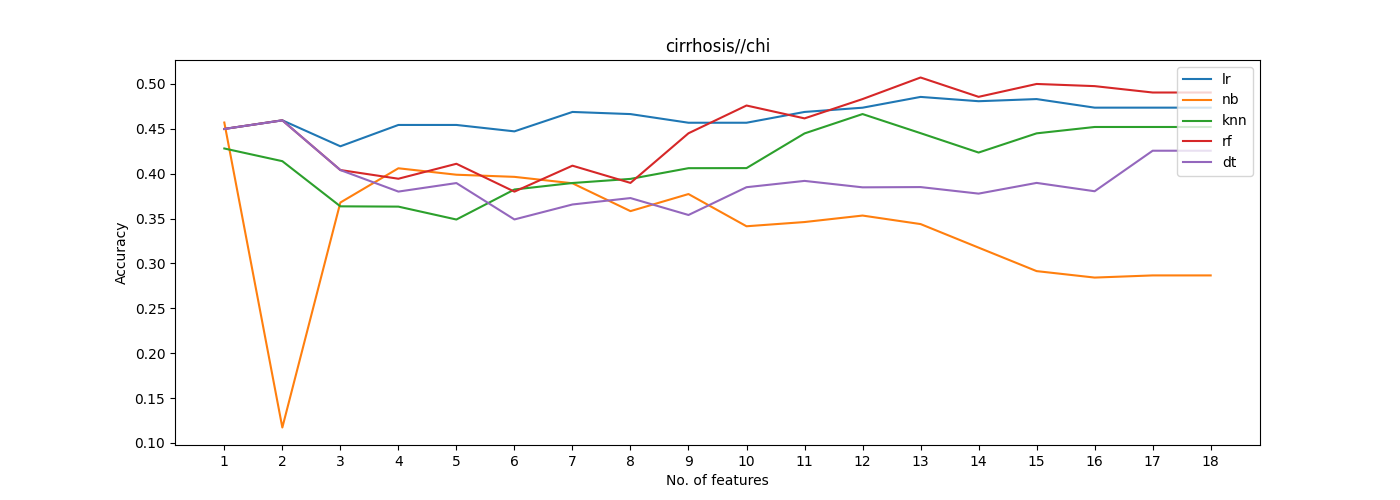 cirrhosis//chi
Accuracy
0.50
0.45
0.40
0.35
0.30
0.25
0.20
0.15
0.10
lr
nb
knn
rf
dt
1 2 3 4 5 6 7 8 9 10 11 12 13 14 15 16 17 18
No. of features